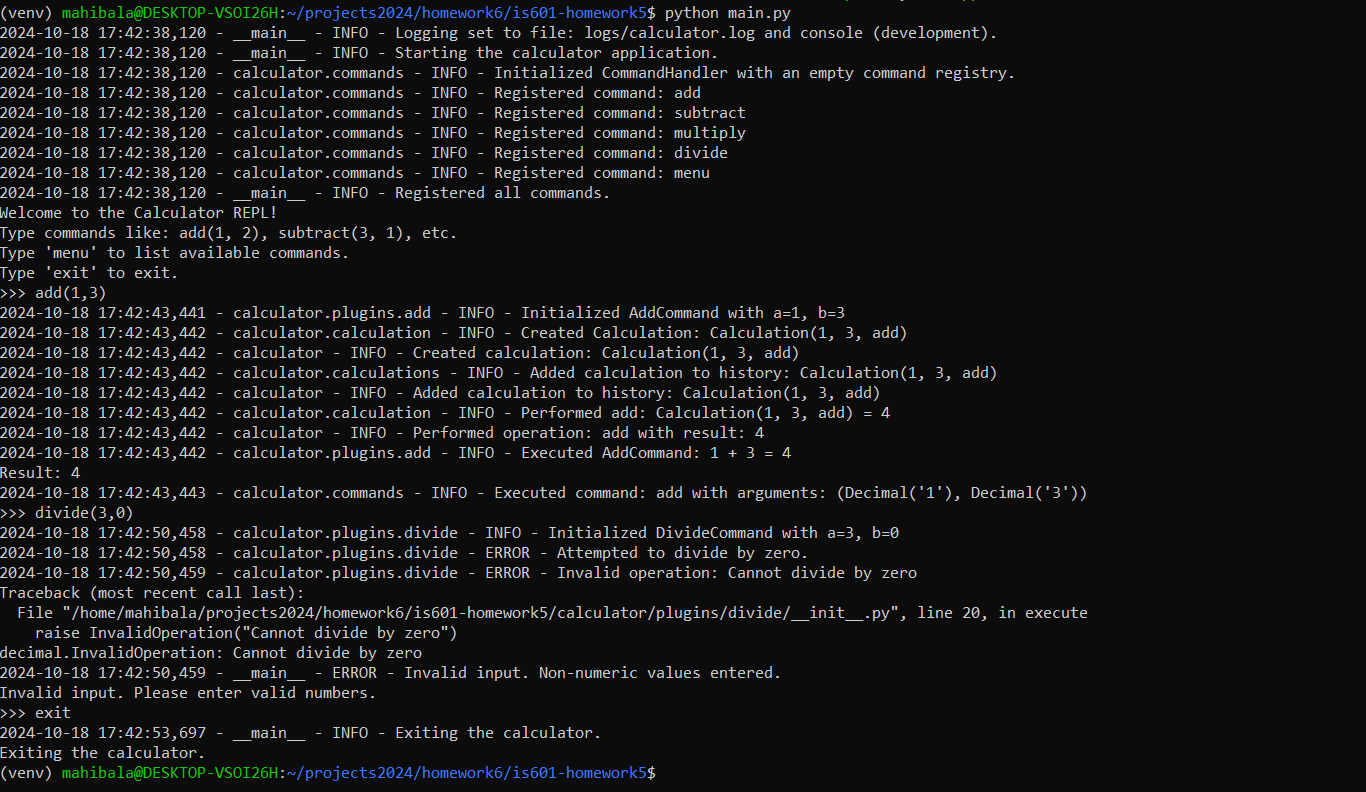 (venv) mahibala@DESKTOP-VSOI26H:~/projects2024/homework6/is601-homework5$ python main.py
2024-10-18 17:42:38,120 - __main__ - INFO - Logging set to file: logs/calculator.log and console (development).
2024-10-18 17:42:38,120 - __main__ - INFO - Starting the calculator application.
2024-10-18 17:42:38,120 - calculator.commands - INFO - Initialized CommandHandler with an empty command registry.
2024-10-18 17:42:38,120 - calculator.commands - INFO - Registered command: add
2024-10-18 17:42:38,120 - calculator.commands - INFO - Registered command: subtract
2024-10-18 17:42:38,120 - calculator.commands - INFO - Registered command: multiply
2024-10-18 17:42:38,120 - calculator.commands - INFO - Registered command: divide
2024-10-18 17:42:38,120 - calculator.commands - INFO - Registered command: menu
2024-10-18 17:42:38,120 - __main__ - INFO - Registered all commands.
Welcome to the Calculator REPL!
Type commands like: add(1, 2), subtract(3, 1), etc.
Type 'menu' to list available commands.
Type 'exit' to exit.
>>> add(1,3)
2024-10-18 17:42:43,441 - calculator.plugins.add - INFO - Initialized AddCommand with a=1, b=3
2024-10-18 17:42:43,442 - calculator.calculation - INFO - Created Calculation: Calculation(1, 3, add)
2024-10-18 17:42:43,442 - calculator - INFO - Created calculation: Calculation(1, 3, add)
2024-10-18 17:42:43,442 - calculator.calculations - INFO - Added calculation to history: Calculation(1, 3, add)
2024-10-18 17:42:43,442 - calculator - INFO - Added calculation to history: Calculation(1, 3, add)
2024-10-18 17:42:43,442 - calculator.calculation - INFO - Performed add: Calculation(1, 3, add) = 4
2024-10-18 17:42:43,442 - calculator - INFO - Performed operation: add with result: 4
2024-10-18 17:42:43,442 - calculator.plugins.add - INFO - Executed AddCommand: 1 + 3 = 4
Result: 4
2024-10-18 17:42:43,443 - calculator.commands - INFO - Executed command: add with arguments: (Decimal('1'), Decimal('3'))
>>> divide(3,0)
2024-10-18 17:42:50,458 - calculator.plugins.divide - INFO - Initialized DivideCommand with a=3, b=0
2024-10-18 17:42:50,458 - calculator.plugins.divide - ERROR - Attempted to divide by zero.
2024-10-18 17:42:50,459 - calculator.plugins.divide - ERROR - Invalid operation: Cannot divide by zero
Traceback (most recent call last):
  File "/home/mahibala/projects2024/homework6/is601-homework5/calculator/plugins/divide/__init__.py", line 20, in execute
    raise InvalidOperation("Cannot divide by zero")
decimal.InvalidOperation: Cannot divide by zero
2024-10-18 17:42:50,459 - __main__ - ERROR - Invalid input. Non-numeric values entered.
Invalid input. Please enter valid numbers.
>>> exit
2024-10-18 17:42:53,697 - __main__ - INFO - Exiting the calculator.
Exiting the calculator.
(venv) mahibala@DESKTOP-VSOI26H:~/projects2024/homework6/is601-homework5$